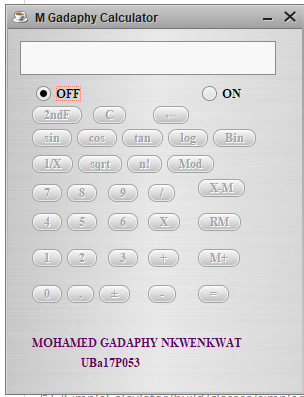 M Gadaphy Calculator
OFF ON
2ndF C ←
sin cos tan log Bin
1/X sqrt n! Mod
7 8 9 / X-M
4 5 6 X RM
1 2 3 + M+
0 . ± - =
MOHAMED GADAPHY NKWENKWAT
UBa17P053